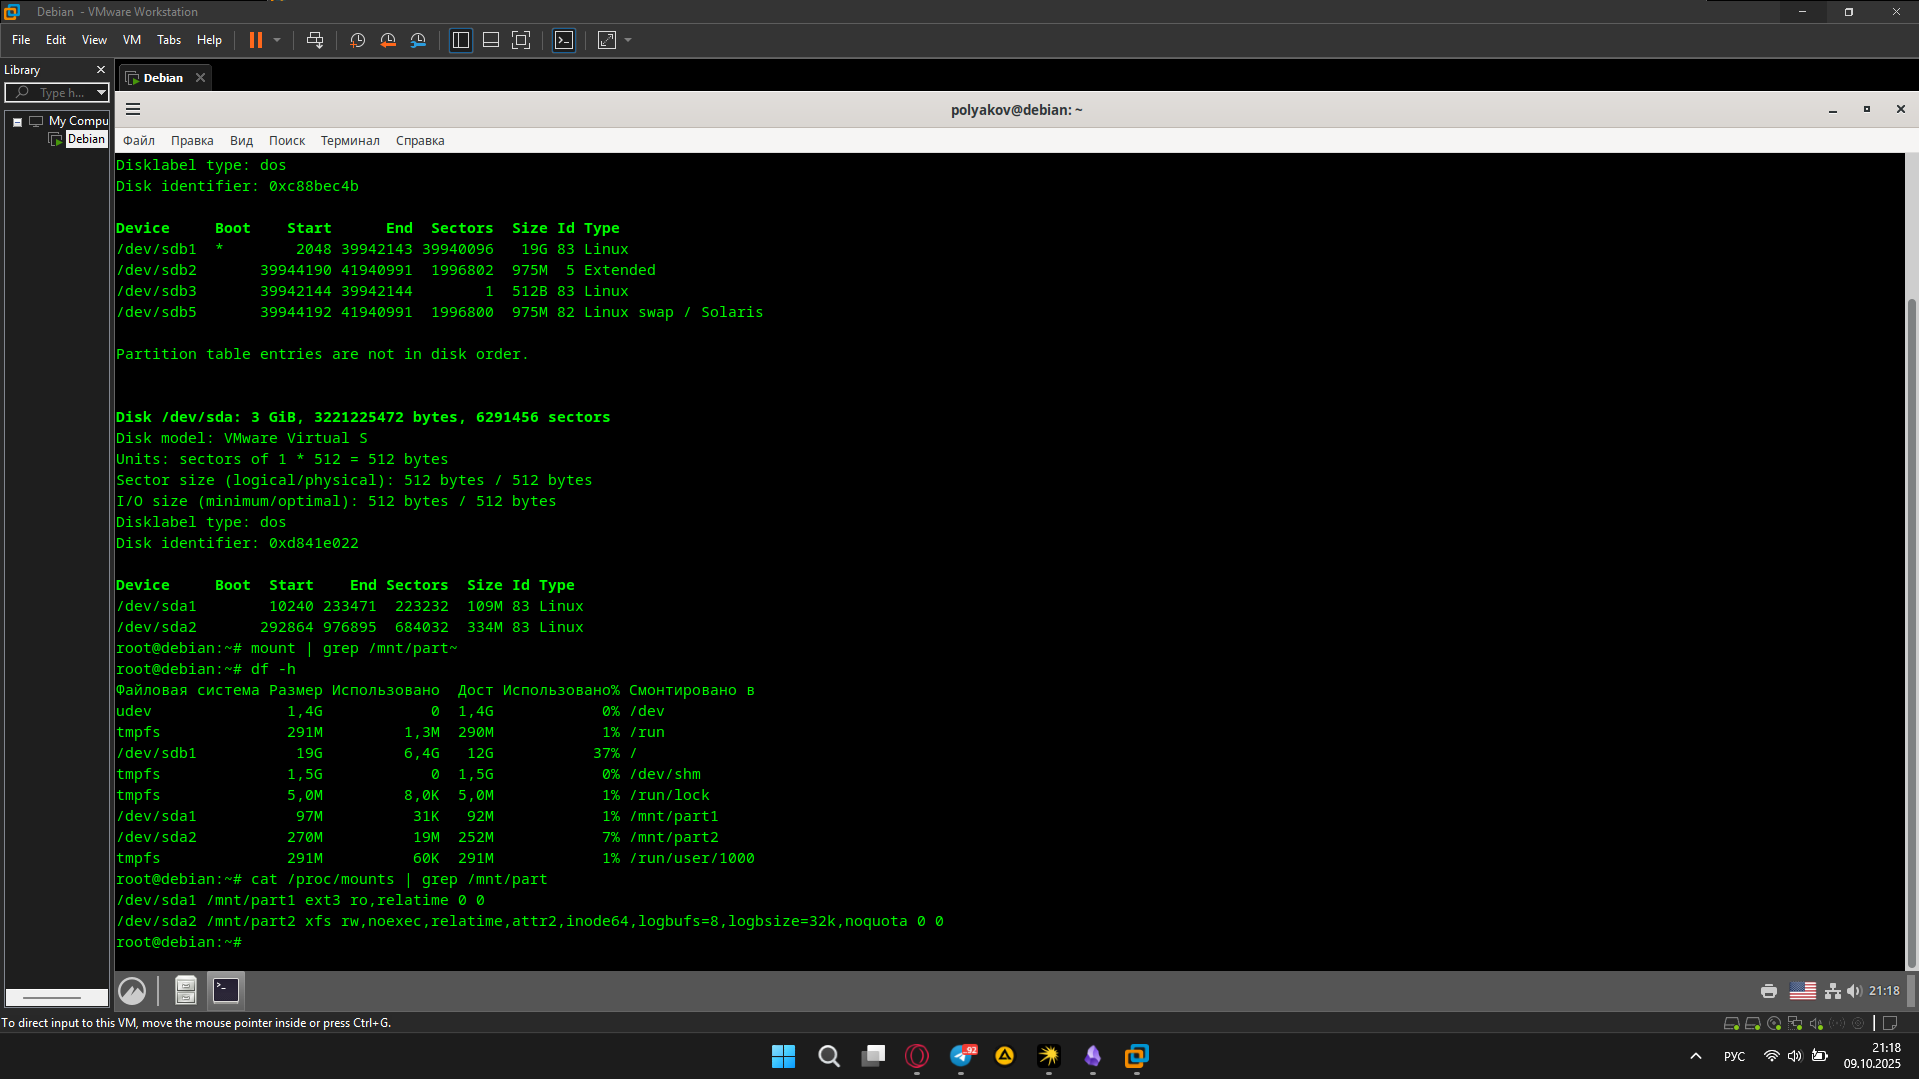 Debian - VMware Workstation
File Edit View VM Tabs Help
Library
Debian
Type h...
My Compu
Debian
polyakov@debian: ~
Файл Правка Вид Поиск Терминал Справка
Disklabel type: dos
Disk identifier: 0xc88bec4b
Device     Boot    Start      End  Sectors  Size Id Type
/dev/sdb1  *        2048 39942143 39940096   19G 83 Linux
/dev/sdb2       39944190 41940991  1996802  975M  5 Extended
/dev/sdb3       39942144 39942144        1  512B 83 Linux
/dev/sdb5       39944192 41940991  1996800  975M 82 Linux swap / Solaris
Partition table entries are not in disk order.
Disk /dev/sda: 3 GiB, 3221225472 bytes, 6291456 sectors
Disk model: VMware Virtual S
Units: sectors of 1 * 512 = 512 bytes
Sector size (logical/physical): 512 bytes / 512 bytes
I/O size (minimum/optimal): 512 bytes / 512 bytes
Disklabel type: dos
Disk identifier: 0xd841e022
Device     Boot  Start    End Sectors  Size Id Type
/dev/sda1        10240 233471  223232  109M 83 Linux
/dev/sda2       292864 976895  684032  334M 83 Linux
root@debian:~# mount | grep /mnt/part~
root@debian:~# df -h
Файловая система Размер Использовано  Дост Использовано% Смонтировано в
udev               1,4G            0  1,4G            0% /dev
tmpfs              291M         1,3M  290M            1% /run
/dev/sdb1           19G         6,4G   12G           37% /
tmpfs              1,5G            0  1,5G            0% /dev/shm
tmpfs              5,0M         8,0K  5,0M            1% /run/lock
/dev/sda1           97M          31K   92M            1% /mnt/part1
/dev/sda2          270M          19M  252M            7% /mnt/part2
tmpfs              291M          60K  291M            1% /run/user/1000
root@debian:~# cat /proc/mounts | grep /mnt/part
/dev/sda1 /mnt/part1 ext3 ro,relatime 0 0
/dev/sda2 /mnt/part2 xfs rw,noexec,relatime,attr2,inode64,logbufs=8,logbsize=32k,noquota 0 0
root@debian:~#
21:18
To direct input to this VM, move the mouse pointer inside or press Ctrl+G.
92
РУС
21:18
09.10.2025